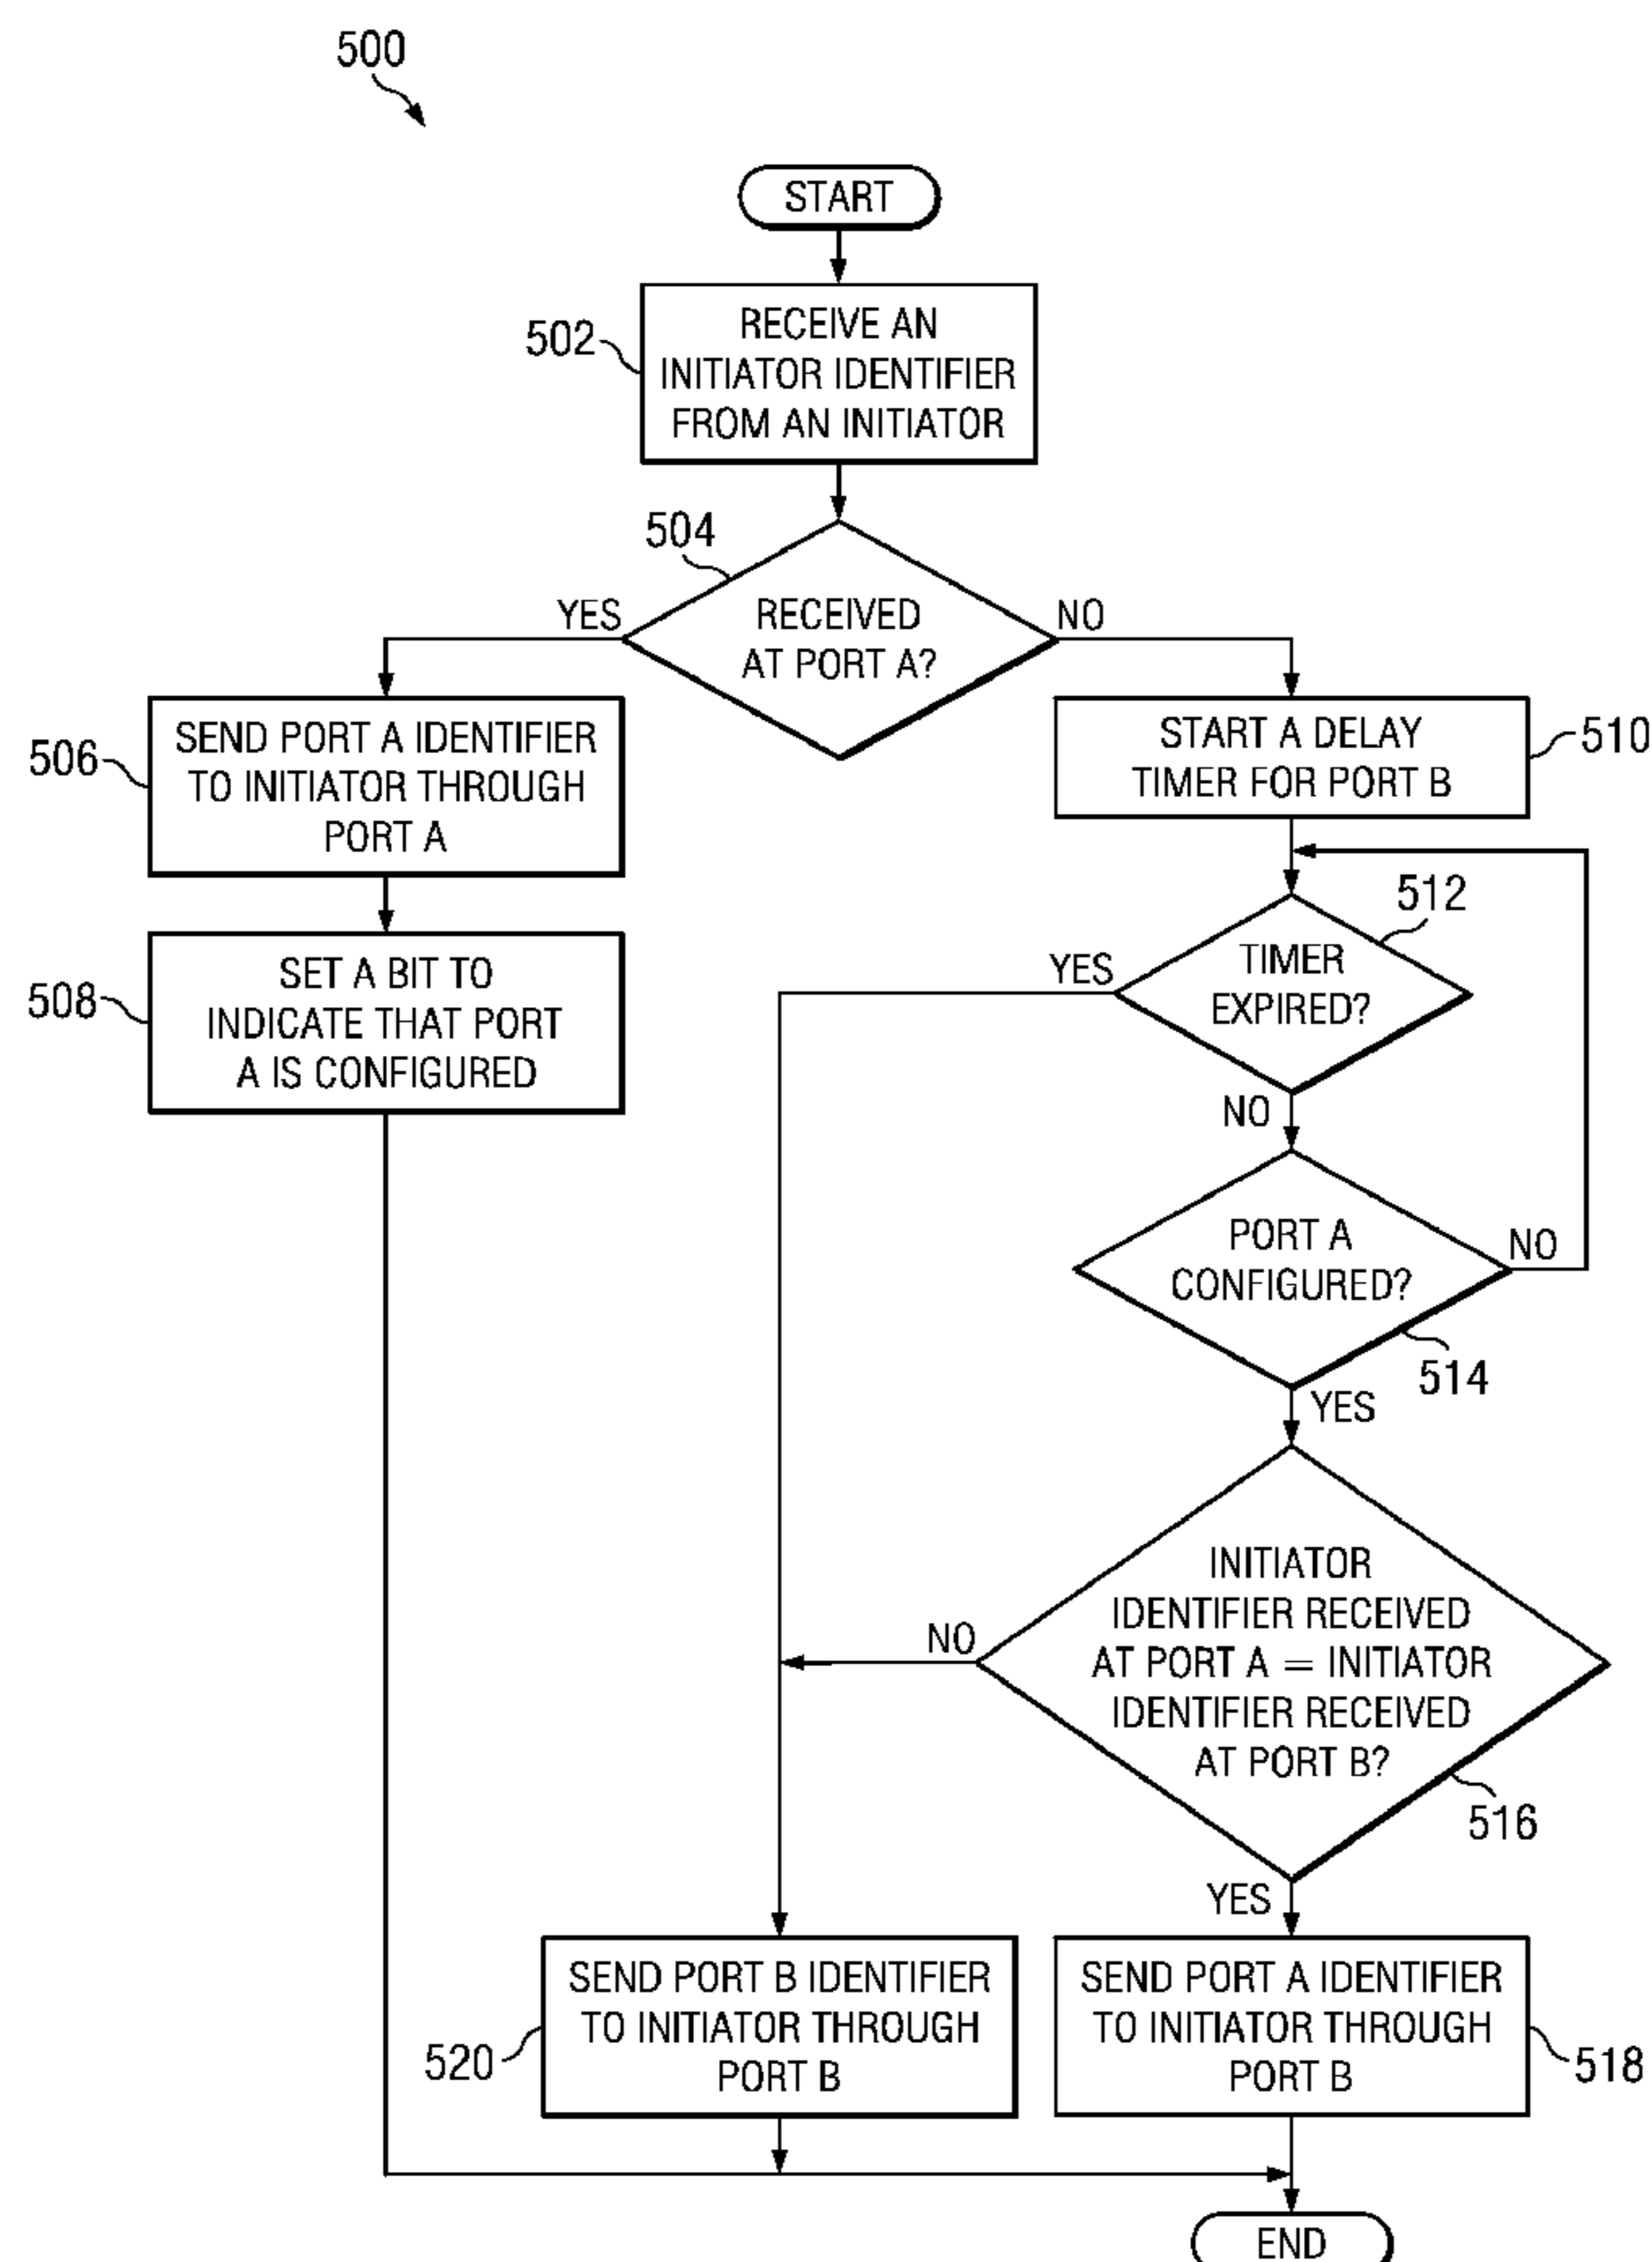 500
START
502
RECEIVE AN
INITIATOR IDENTIFIER
FROM AN INITIATOR
504
RECEIVED
AT PORT A?
YES
NO
506
SEND PORT A IDENTIFIER
TO INITIATOR THROUGH
PORT A
START A DELAY
TIMER FOR PORT B
510
508
SET A BIT TO
INDICATE THAT PORT
A IS CONFIGURED
512
TIMER
EXPIRED?
YES
NO
PORT A
CONFIGURED?
NO
514
YES
INITIATOR
IDENTIFIER RECEIVED
AT PORT A = INITIATOR
IDENTIFIER RECEIVED
AT PORT B?
NO
516
YES
SEND PORT B IDENTIFIER
TO INITIATOR THROUGH
PORT B
520
SEND PORT A IDENTIFIER
TO INITIATOR THROUGH
PORT B
518
END